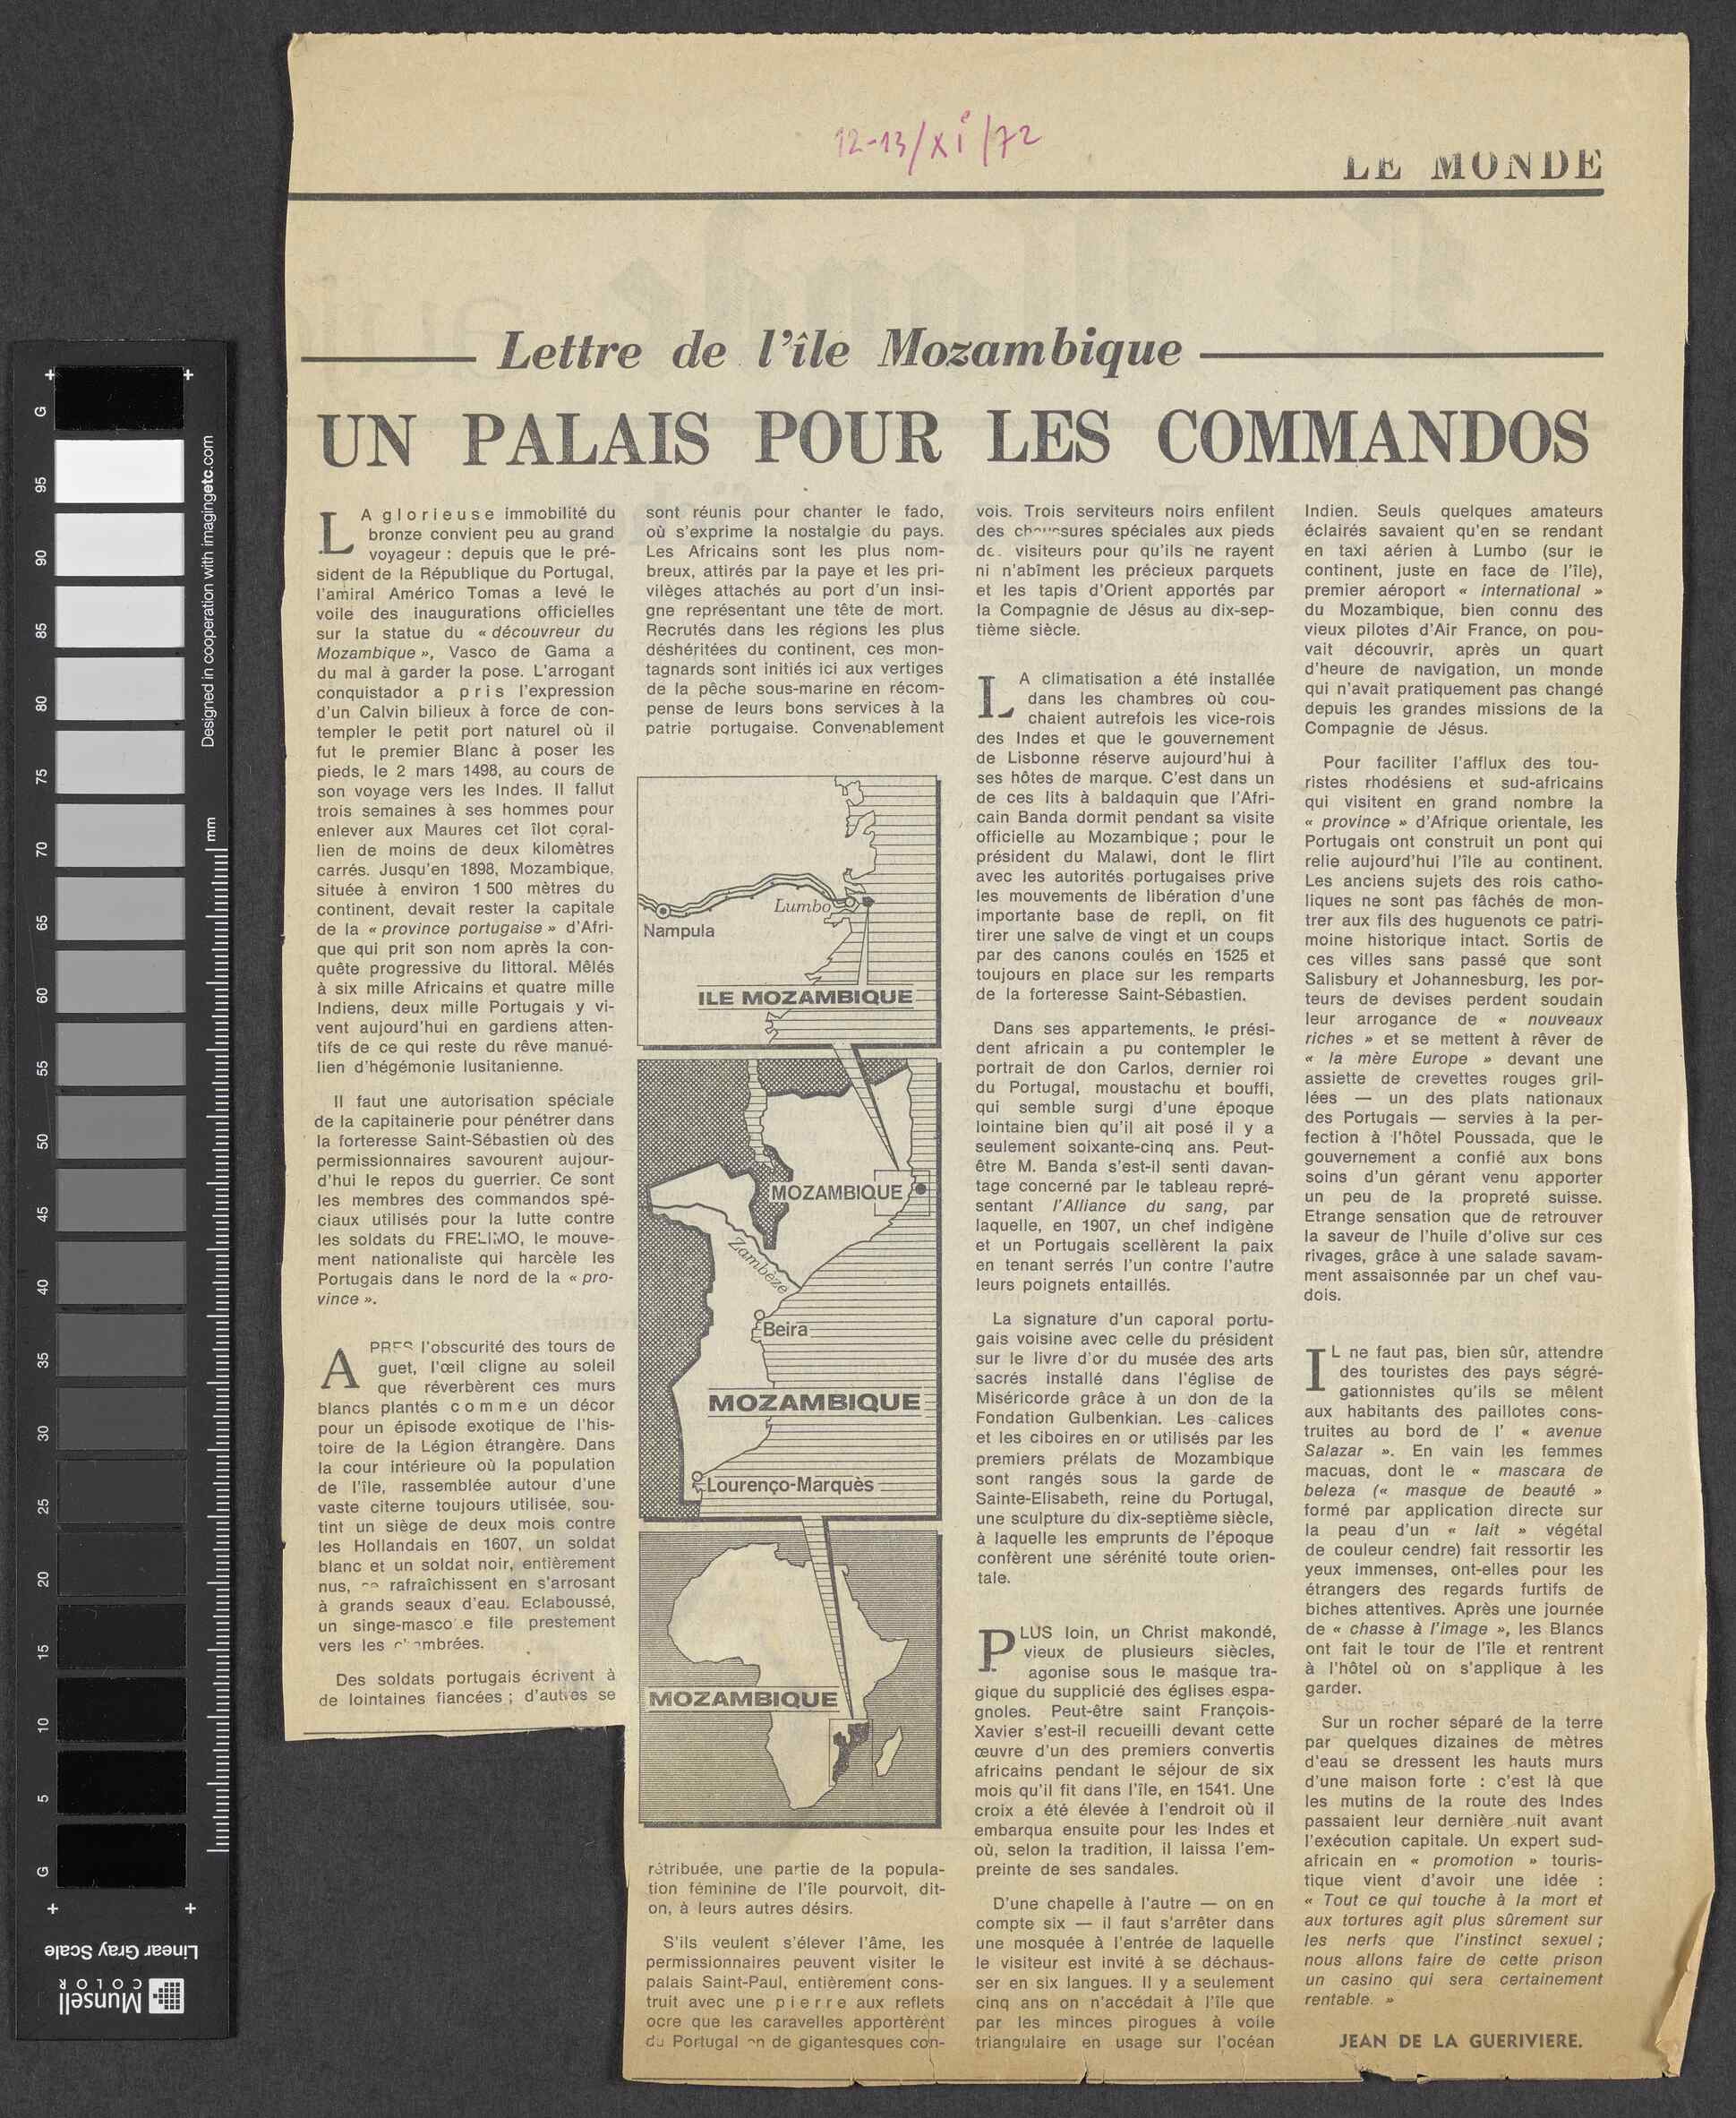 12-13/XIe/72
LE MONDE
Lettre de l'île Mozambique
UN PALAIS POUR LES COMMANDOS
LA glorieuse immobilité du
bronze convient peu au grand
voyageur : depuis que le pré-
sident de la République du Portugal,
l'amiral Américo Tomas a levé le
voile des inaugurations officielles
sur la statue du « découvreur du
Mozambique », Vasco de Gama a
du mal à garder la pose. L'arrogant
conquistador a pris l'expression
d'un Calvin bilieux à force de con-
templer le petit port naturel où il
fut le premier Blanc à poser les
pieds, le 2 mars 1498, au cours de
son voyage vers les Indes. Il fallut
trois semaines à ses hommes pour
enlever aux Maures cet îlot coral-
lien de moins de deux kilomètres
carrés. Jusqu'en 1898, Mozambique,
située à environ 1 500 mètres du
continent, devait rester la capitale
de la « province portugaise » d'Afri-
que qui prit son nom après la con-
quête progressive du littoral. Mêlés
à six mille Africains et quatre mille
Indiens, deux mille Portugais y vi-
vent aujourd'hui en gardiens atten-
tifs de ce qui reste du rêve manué-
lien d'hégémonie lusitanienne.
Il faut une autorisation spéciale
de la capitainerie pour pénétrer dans
la forteresse Saint-Sébastien où des
permissionnaires savourent aujour-
d'hui le repos du guerrier. Ce sont
les membres des commandos spé-
ciaux utilisés pour la lutte contre
les soldats du FRELIMO, le mouve-
ment nationaliste qui harcèle les
Portugais dans le nord de la « pro-
vince ».
APRES l'obscurité des tours de
guet, l'œil cligne au soleil
que réverbèrent ces murs
blancs plantés comme un décor
pour un épisode exotique de l'his-
toire de la Légion étrangère. Dans
la cour intérieure où la population
de l'île, rassemblée autour d'une
vaste citerne toujours utilisée, sou-
tint un siège de deux mois contre
les Hollandais en 1607, un soldat
blanc et un soldat noir, entièrement
nus, rafraîchissent en s'arrosant
à grands seaux d'eau. Eclaboussé,
un singe-mascotte file prestement
vers les chambrées.
Des soldats portugais écrivent à
de lointaines fiancées ; d'autres se
sont réunis pour chanter le fado,
où s'exprime la nostalgie du pays.
Les Africains sont les plus nom-
breux, attirés par la paye et les pri-
vilèges attachés au port d'un insi-
gne représentant une tête de mort.
Recrutés dans les régions les plus
déshéritées du continent, ces mon-
tagnards sont initiés ici aux vertiges
de la pêche sous-marine en récom-
pense de leurs bons services à la
patrie portugaise. Convenablement
Lumbo
Nampula
ILE MOZAMBIQUE
MOZAMBIQUE
Zambèze
Beira
MOZAMBIQUE
Lourenço-Marquès
MOZAMBIQUE
rétribuée, une partie de la popula-
tion féminine de l'île pourvoit, dit-
on, à leurs autres désirs.
S'ils veulent s'élever l'âme, les
permissionnaires peuvent visiter le
palais Saint-Paul, entièrement cons-
truit avec une pierre aux reflets
ocre que les caravelles apportèrent
du Portugal en de gigantesques con-
vois. Trois serviteurs noirs enfilent
des chaussures spéciales aux pieds
des visiteurs pour qu'ils ne rayent
ni n'abîment les précieux parquets
et les tapis d'Orient apportés par
la Compagnie de Jésus au dix-sep-
tième siècle.
LA climatisation a été installée
dans les chambres où cou-
chaient autrefois les vice-rois
des Indes et que le gouvernement
de Lisbonne réserve aujourd'hui à
ses hôtes de marque. C'est dans un
de ces lits à baldaquin que l'Afri-
cain Banda dormit pendant sa visite
officielle au Mozambique ; pour le
président du Malawi, dont le flirt
avec les autorités portugaises prive
les mouvements de libération d'une
importante base de repli, on fit
tirer une salve de vingt et un coups
par des canons coulés en 1525 et
toujours en place sur les remparts
de la forteresse Saint-Sébastien.
Dans ses appartements, le prési-
dent africain a pu contempler le
portrait de don Carlos, dernier roi
du Portugal, moustachu et bouffi,
qui semble surgi d'une époque
lointaine bien qu'il ait posé il y a
seulement soixante-cinq ans. Peut-
être M. Banda s'est-il senti davan-
tage concerné par le tableau repré-
sentant l'Alliance du sang, par
laquelle, en 1907, un chef indigène
et un Portugais scellèrent la paix
en tenant serrés l'un contre l'autre
leurs poignets entaillés.
La signature d'un caporal portu-
gais voisine avec celle du président
sur le livre d'or du musée des arts
sacrés installé dans l'église de
Miséricorde grâce à un don de la
Fondation Gulbenkian. Les calices
et les ciboires en or utilisés par les
premiers prélats de Mozambique
sont rangés sous la garde de
Sainte-Elisabeth, reine du Portugal,
une sculpture du dix-septième siècle,
à laquelle les emprunts de l'époque
confèrent une sérénité toute orien-
tale.
PLUS loin, un Christ makondé,
vieux de plusieurs siècles,
agonise sous le masque tra-
gique du supplicié des églises espa-
gnoles. Peut-être saint François-
Xavier s'est-il recueilli devant cette
œuvre d'un des premiers convertis
africains pendant le séjour de six
mois qu'il fit dans l'île, en 1541. Une
croix a été élevée à l'endroit où il
embarqua ensuite pour les Indes et
où, selon la tradition, il laissa l'em-
preinte de ses sandales.
D'une chapelle à l'autre — on en
compte six — il faut s'arrêter dans
une mosquée à l'entrée de laquelle
le visiteur est invité à se déchaus-
ser en six langues. Il y a seulement
cinq ans on n'accédait à l'île que
par les minces pirogues à voile
triangulaire en usage sur l'océan
Indien. Seuls quelques amateurs
éclairés savaient qu'en se rendant
en taxi aérien à Lumbo (sur le
continent, juste en face de l'île),
premier aéroport « international »
du Mozambique, bien connu des
vieux pilotes d'Air France, on pou-
vait découvrir, après un quart
d'heure de navigation, un monde
qui n'avait pratiquement pas changé
depuis les grandes missions de la
Compagnie de Jésus.
Pour faciliter l'afflux des tou-
ristes rhodésiens et sud-africains
qui visitent en grand nombre la
« province » d'Afrique orientale, les
Portugais ont construit un pont qui
relie aujourd'hui l'île au continent.
Les anciens sujets des rois catho-
liques ne sont pas fâchés de mon-
trer aux fils des huguenots ce patri-
moine historique intact. Sortis de
ces villes sans passé que sont
Salisbury et Johannesburg, les por-
teurs de devises perdent soudain
leur arrogance de « nouveaux
riches » et se mettent à rêver de
« la mère Europe » devant une
assiette de crevettes rouges gril-
lées — un des plats nationaux
des Portugais — servies à la per-
fection à l'hôtel Poussada, que le
gouvernement a confié aux bons
soins d'un gérant venu apporter
un peu de la propreté suisse.
Etrange sensation que de retrouver
la saveur de l'huile d'olive sur ces
rivages, grâce à une salade savam-
ment assaisonnée par un chef vau-
dois.
IL ne faut pas, bien sûr, attendre
des touristes des pays ségré-
gationnistes qu'ils se mêlent
aux habitants des paillotes cons-
truites au bord de l' « avenue
Salazar ». En vain les femmes
macuas, dont le « mascara de
beleza (« masque de beauté »
formé par application directe sur
la peau d'un « lait » végétal
de couleur cendre) fait ressortir les
yeux immenses, ont-elles pour les
étrangers des regards furtifs de
biches attentives. Après une journée
de « chasse à l'image », les Blancs
ont fait le tour de l'île et rentrent
à l'hôtel où on s'applique à les
garder.
Sur un rocher séparé de la terre
par quelques dizaines de mètres
d'eau se dressent les hauts murs
d'une maison forte : c'est là que
les mutins de la route des Indes
passaient leur dernière nuit avant
l'exécution capitale. Un expert sud-
africain en « promotion » touris-
tique vient d'avoir une idée :
« Tout ce qui touche à la mort et
aux tortures agit plus sûrement sur
les nerfs que l'instinct sexuel ;
nous allons faire de cette prison
un casino qui sera certainement
rentable. »
JEAN DE LA GUERIVIERE.
G
95
90
85
80
75
70
65
60
55
50
45
40
35
30
25
20
15
10
5
G
mm
Designed in cooperation with imagingetc.com
Linear Gray Scale
Munsell
COLOR